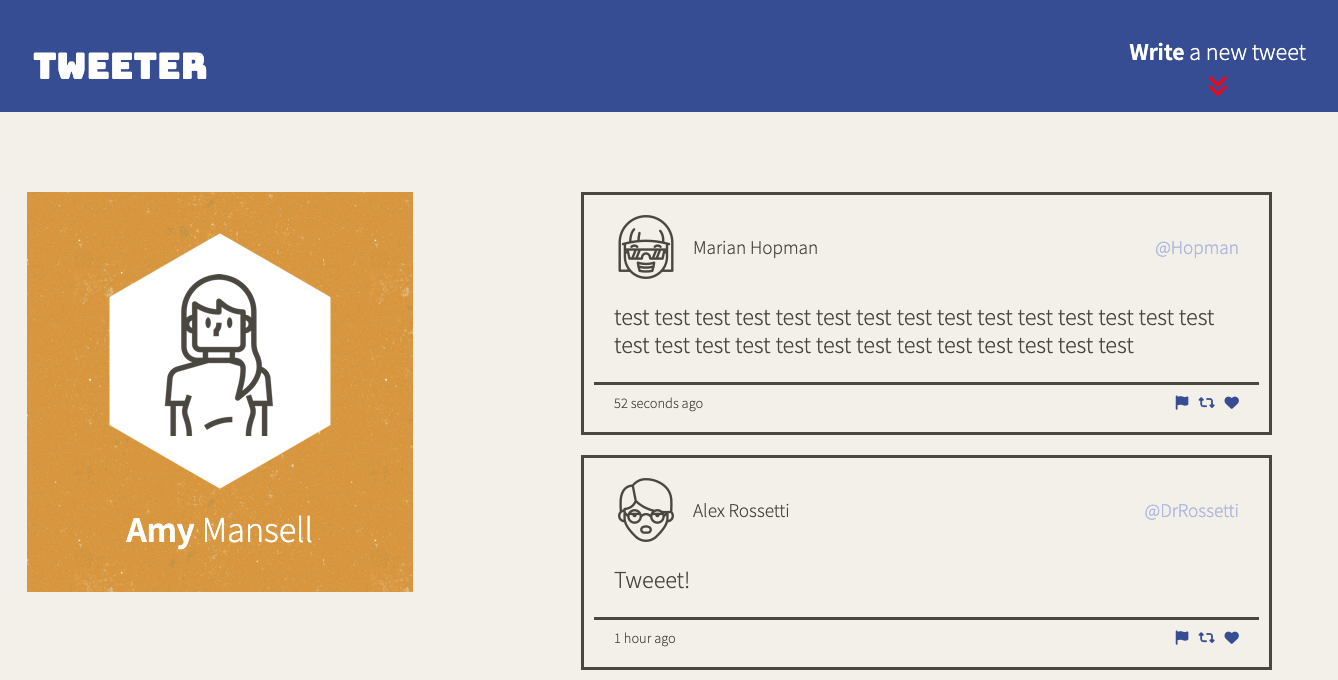 TWEETER
Write a new tweet
Amy Mansell
Marian Hopman
@Hopman
test test test test test test test test test test test test test test test
test test test test test test test test test test test test test
52 seconds ago
Alex Rossetti
@DrRossetti
Tweeet!
1 hour ago